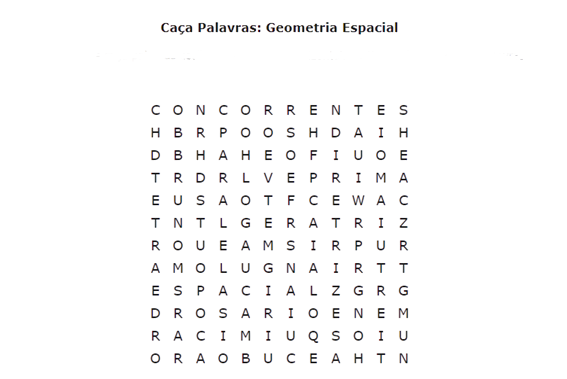 Caça Palavras: Geometria Espacial
C O N C O R R E N T E S
H B R P O O S H D A I H
D B H A H E O F I U O E
T R D R L V E P R I M A
E U S A O T F C E W A C
T N T L G E R A T R I Z
R O U E A M S I R P U R
A M O L U G N A I R T T
E S P A C I A L Z G R G
D R O S A R I O E N E M
R A C I M I U Q S O I U
O R A O B U C E A H T N